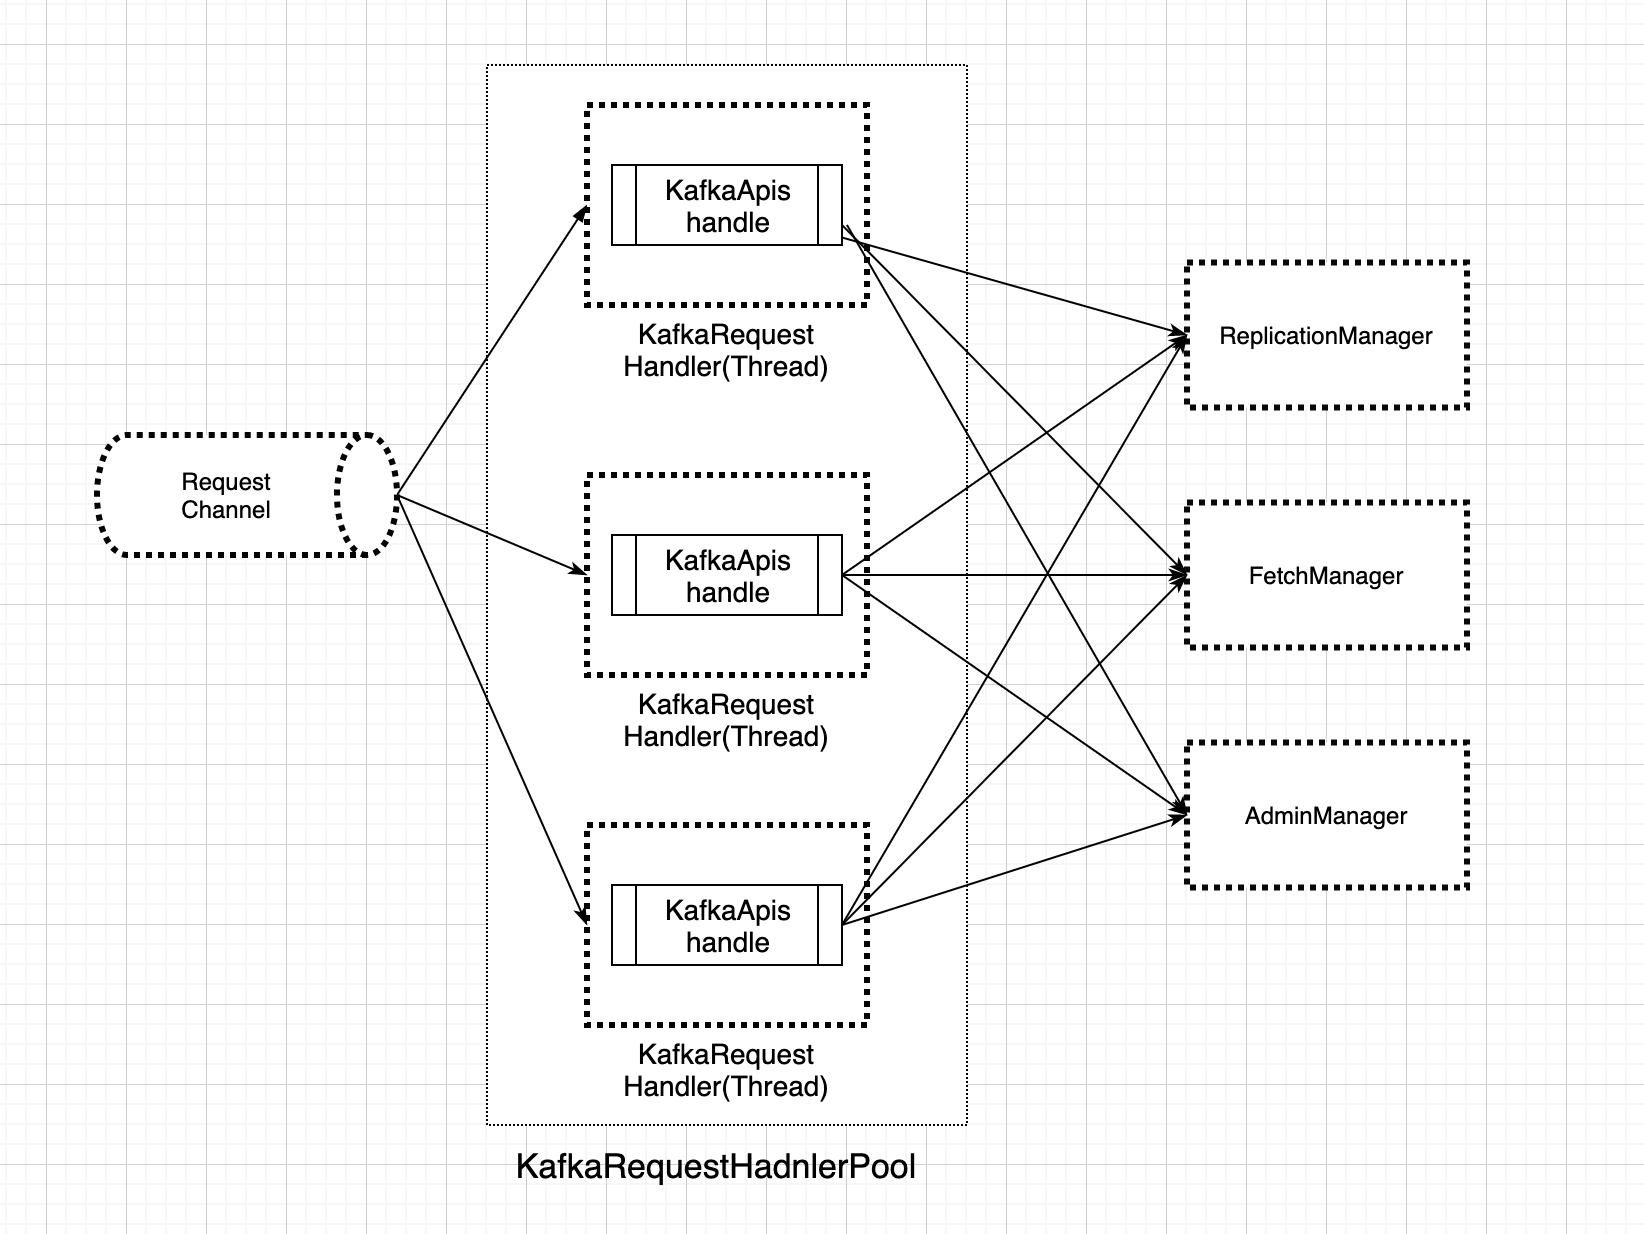 Request
Channel
KafkaApis
handle
KafkaRequest
Handler(Thread)
KafkaApis
handle
KafkaRequest
Handler(Thread)
KafkaApis
handle
KafkaRequest
Handler(Thread)
KafkaRequestHadnlerPool
ReplicationManager
FetchManager
AdminManager